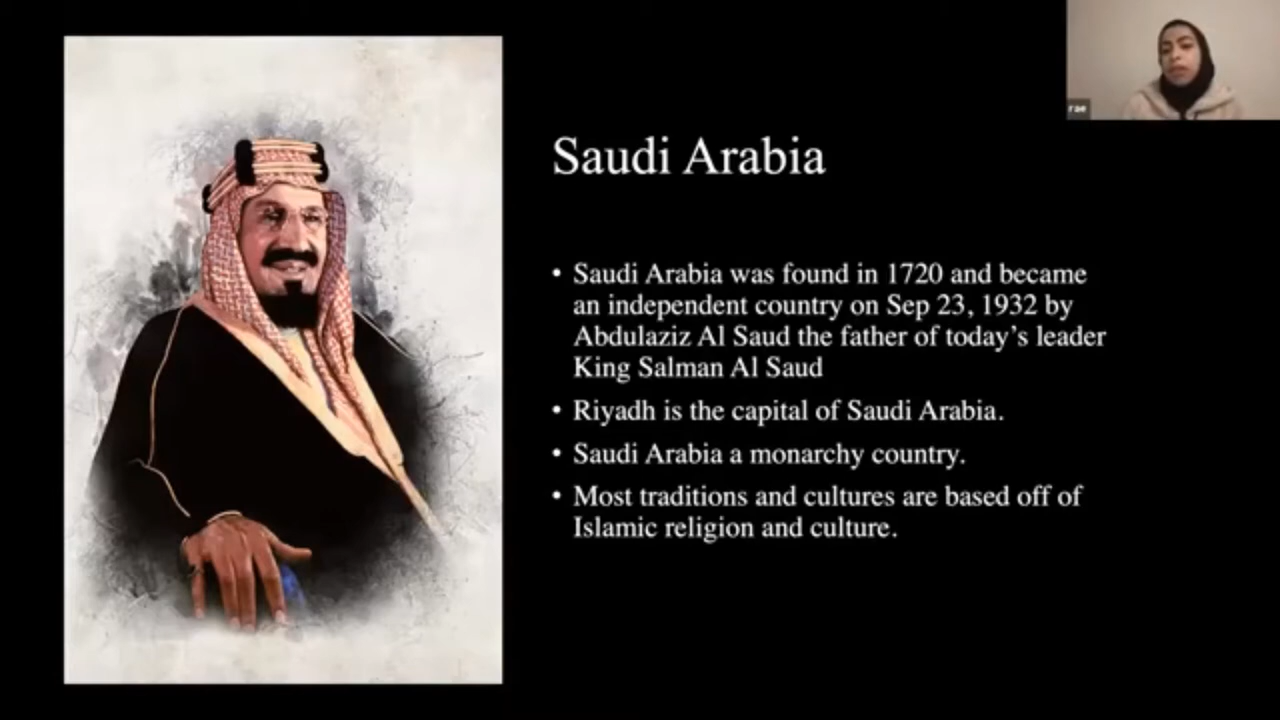 Saudi Arabia
• Saudi Arabia was found in 1720 and became
an independent country on Sep 23, 1932 by
Abdulaziz Al Saud the father of today’s leader
King Salman Al Saud
• Riyadh is the capital of Saudi Arabia.
• Saudi Arabia a monarchy country.
• Most traditions and cultures are based off of
Islamic religion and culture.
rae